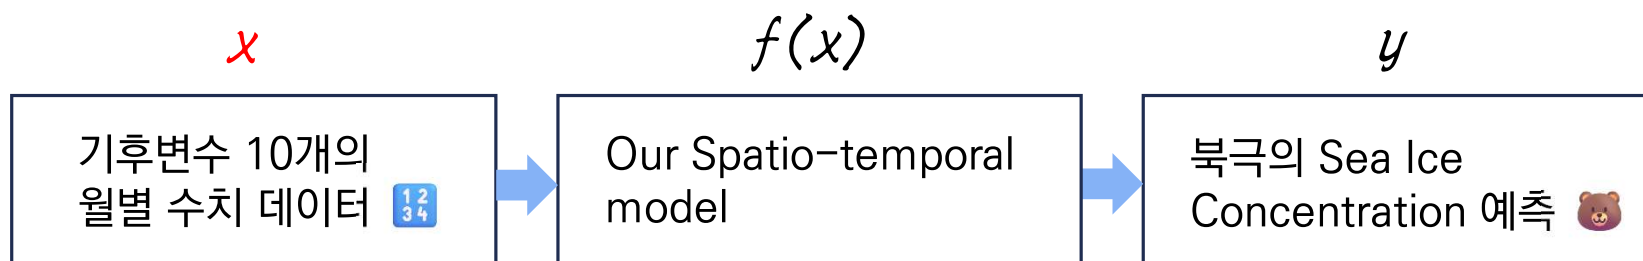 x
f(x)
y
기후변수 10개의
월별 수치 데이터 🔢
Our Spatio-temporal
model
북극의 Sea Ice
Concentration 예측 🐻